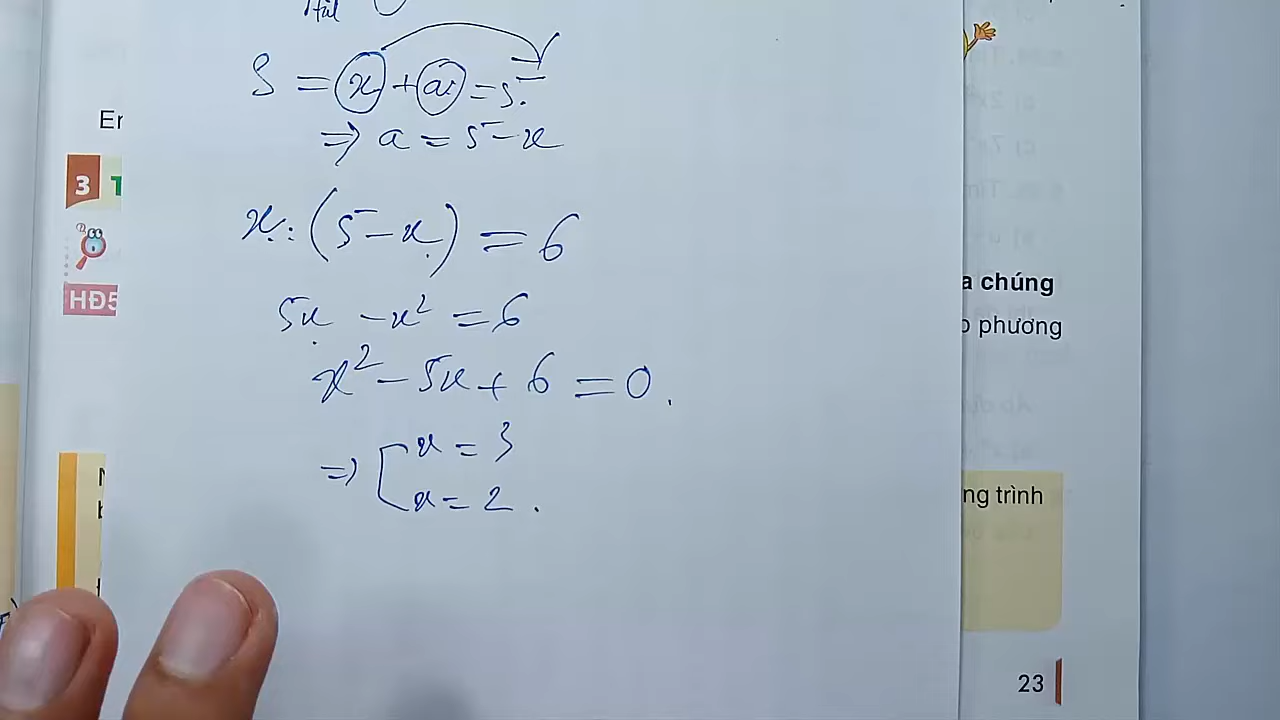 S = x + a = 5.
⇒ a = 5 - x
x . (5 - x) = 6
5x - x² = 6
x² - 5x + 6 = 0.
⇒ [ x = 3
x = 2.
Er
3 T
HĐ5
a chúng
phương
ng trình
23